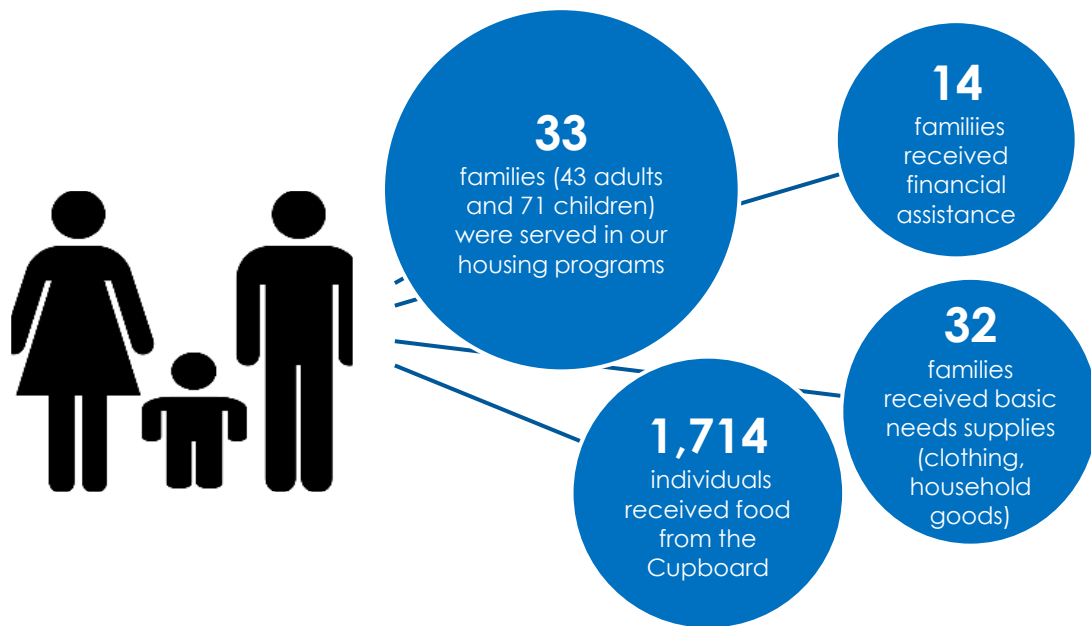 33
families (43 adults
and 71 children)
were served in our
housing programs
14
familiies
received
financial
assistance
32
families
received basic
needs supplies
(clothing,
household
goods)
1,714
individuals
received food
from the
Cupboard